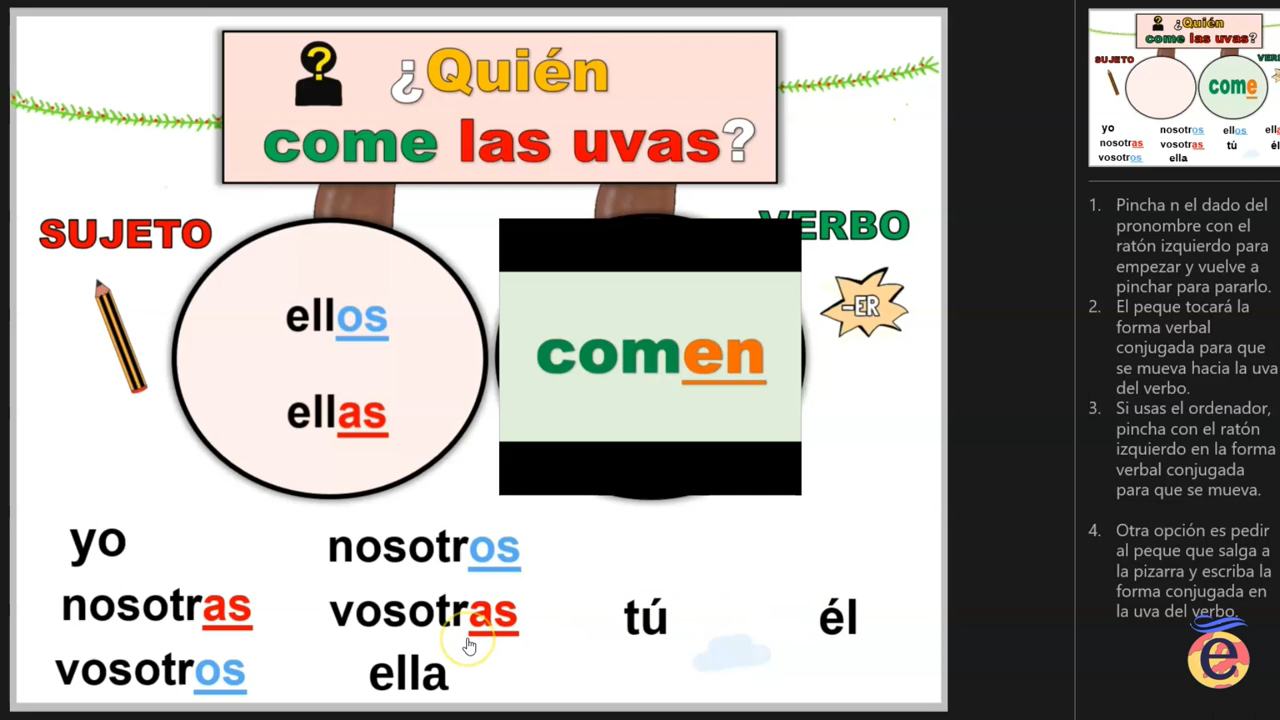 ¿Quién
come las uvas?
SUJETO
VERBO
ellos
ellas
comen
-ER
yo
nosotros
nosotras
vosotras
tú
él
vosotros
ella
¿Quién
come las uvas?
SUJETO
come
yo
nosotros
ellos
nosotras
vosotras
tú
él
vosotros
ella
1. Pincha n el dado del
pronombre con el
ratón izquierdo para
empezar y vuelve a
pinchar para pararlo.
2. El peque tocará la
forma verbal
conjugada para que
se mueva hacia la uva
del verbo.
3. Si usas el ordenador,
pincha con el ratón
izquierdo en la forma
verbal conjugada
para que se mueva.
4. Otra opción es pedir
al peque que salga a
la pizarra y escriba la
forma conjugada en
la uva del verbo.
e